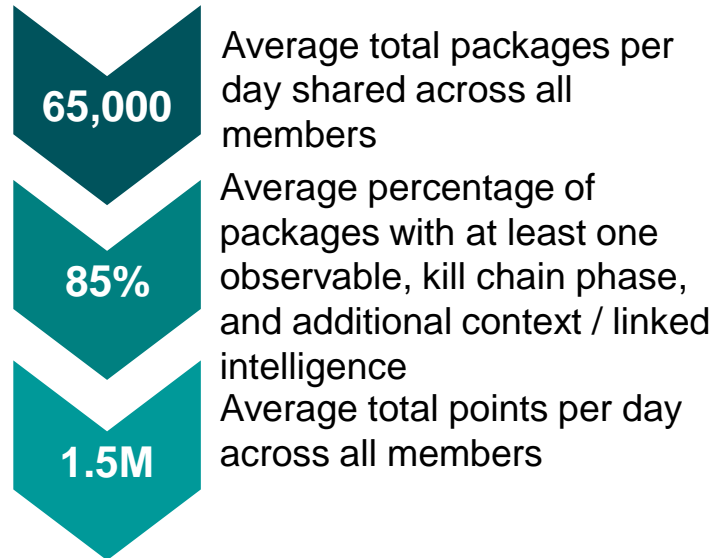 65,000
Average total packages per
day shared across all
members
85%
Average percentage of
packages with at least one
observable, kill chain phase,
and additional context / linked
intelligence
1.5M
Average total points per day
across all members